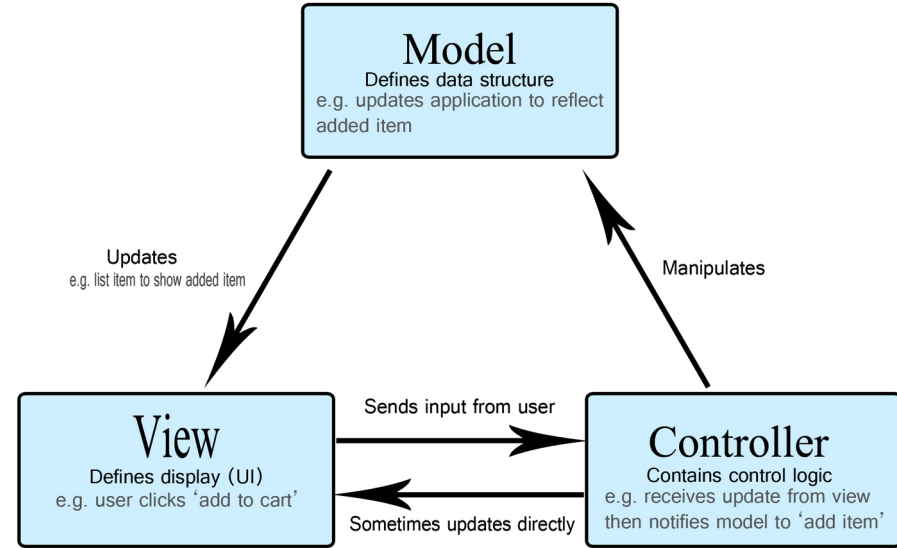 Model
Defines data structure
e.g. updates application to reflect
added item
Updates
e.g. list item to show added item
Manipulates
Sends input from user
View
Defines display (UI)
e.g. user clicks ‘add to cart’
Controller
Contains control logic
e.g. receives update from view
then notifies model to ‘add item’
Sometimes updates directly